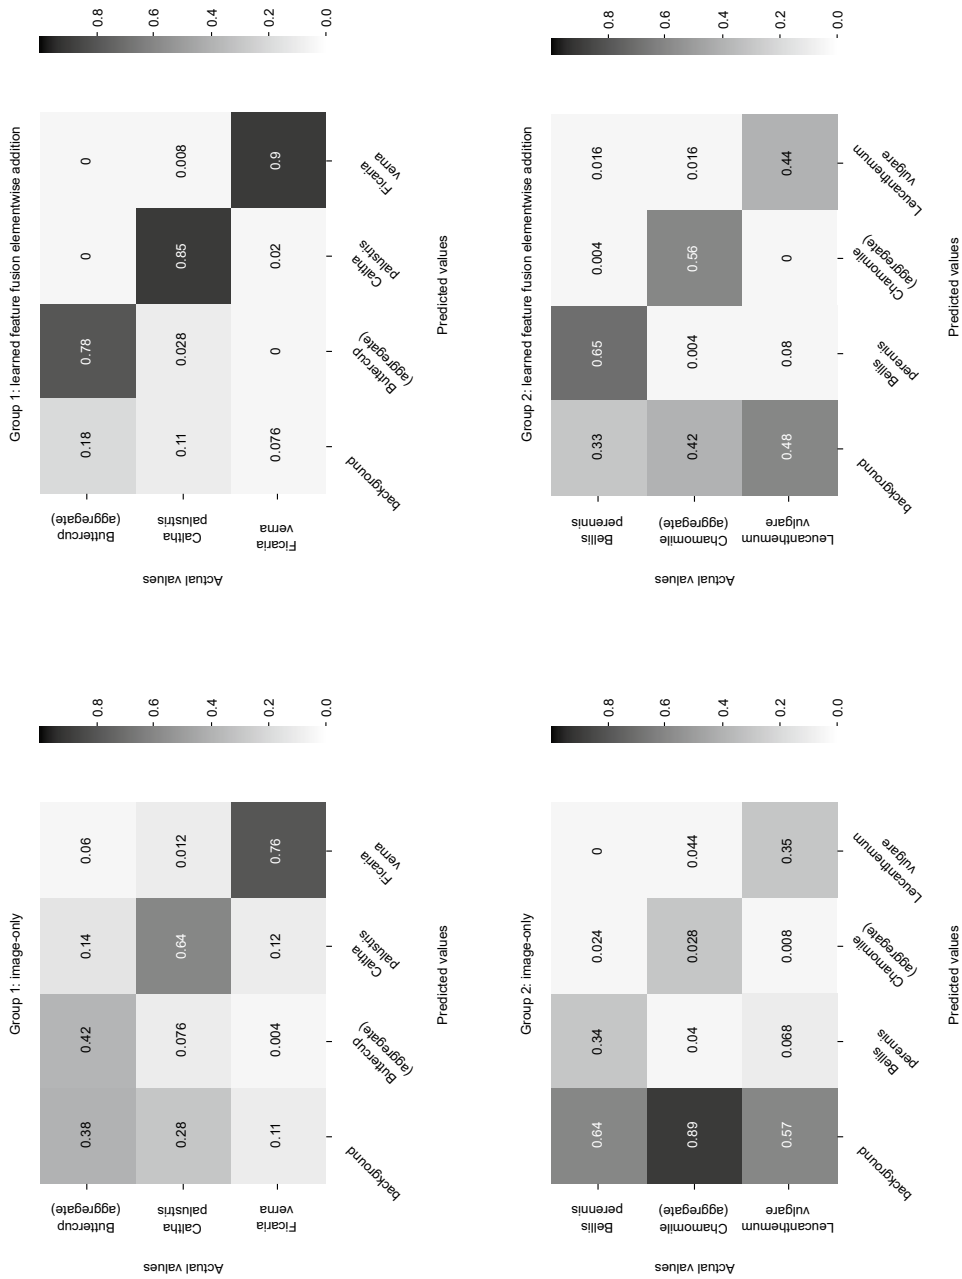 Group 1: image-only
Actual values
Buttercup
(aggregate)
Caltha
palustris
Ficaria
verna
0.38
0.42
0.14
0.06
0.28
0.076
0.64
0.012
0.11
0.004
0.12
0.76
background
Buttercup
(aggregate)
Caltha
palustris
Ficaria
verna
Predicted values
0.8
0.6
0.4
0.2
0.0
Group 1: learned feature fusion elementwise addition
Actual values
Buttercup
(aggregate)
Caltha
palustris
Ficaria
verna
0.18
0.78
0
0
0.11
0.028
0.85
0.008
0.076
0
0.02
0.9
background
Buttercup
(aggregate)
Caltha
palustris
Ficaria
verna
Predicted values
0.8
0.6
0.4
0.2
0.0
Group 2: image-only
Actual values
Bellis
perennis
Chamomile
(aggregate)
Leucanthemum
vulgare
0.64
0.34
0.024
0
0.89
0.04
0.028
0.044
0.57
0.068
0.008
0.35
background
Bellis
perennis
Chamomile
(aggregate)
Leucanthemum
vulgare
Predicted values
0.8
0.6
0.4
0.2
0.0
Group 2: learned feature fusion elementwise addition
Actual values
Bellis
perennis
Chamomile
(aggregate)
Leucanthemum
vulgare
0.33
0.65
0.004
0.016
0.42
0.004
0.56
0.016
0.48
0.08
0
0.44
background
Bellis
perennis
Chamomile
(aggregate)
Leucanthemum
vulgare
Predicted values
0.8
0.6
0.4
0.2
0.0